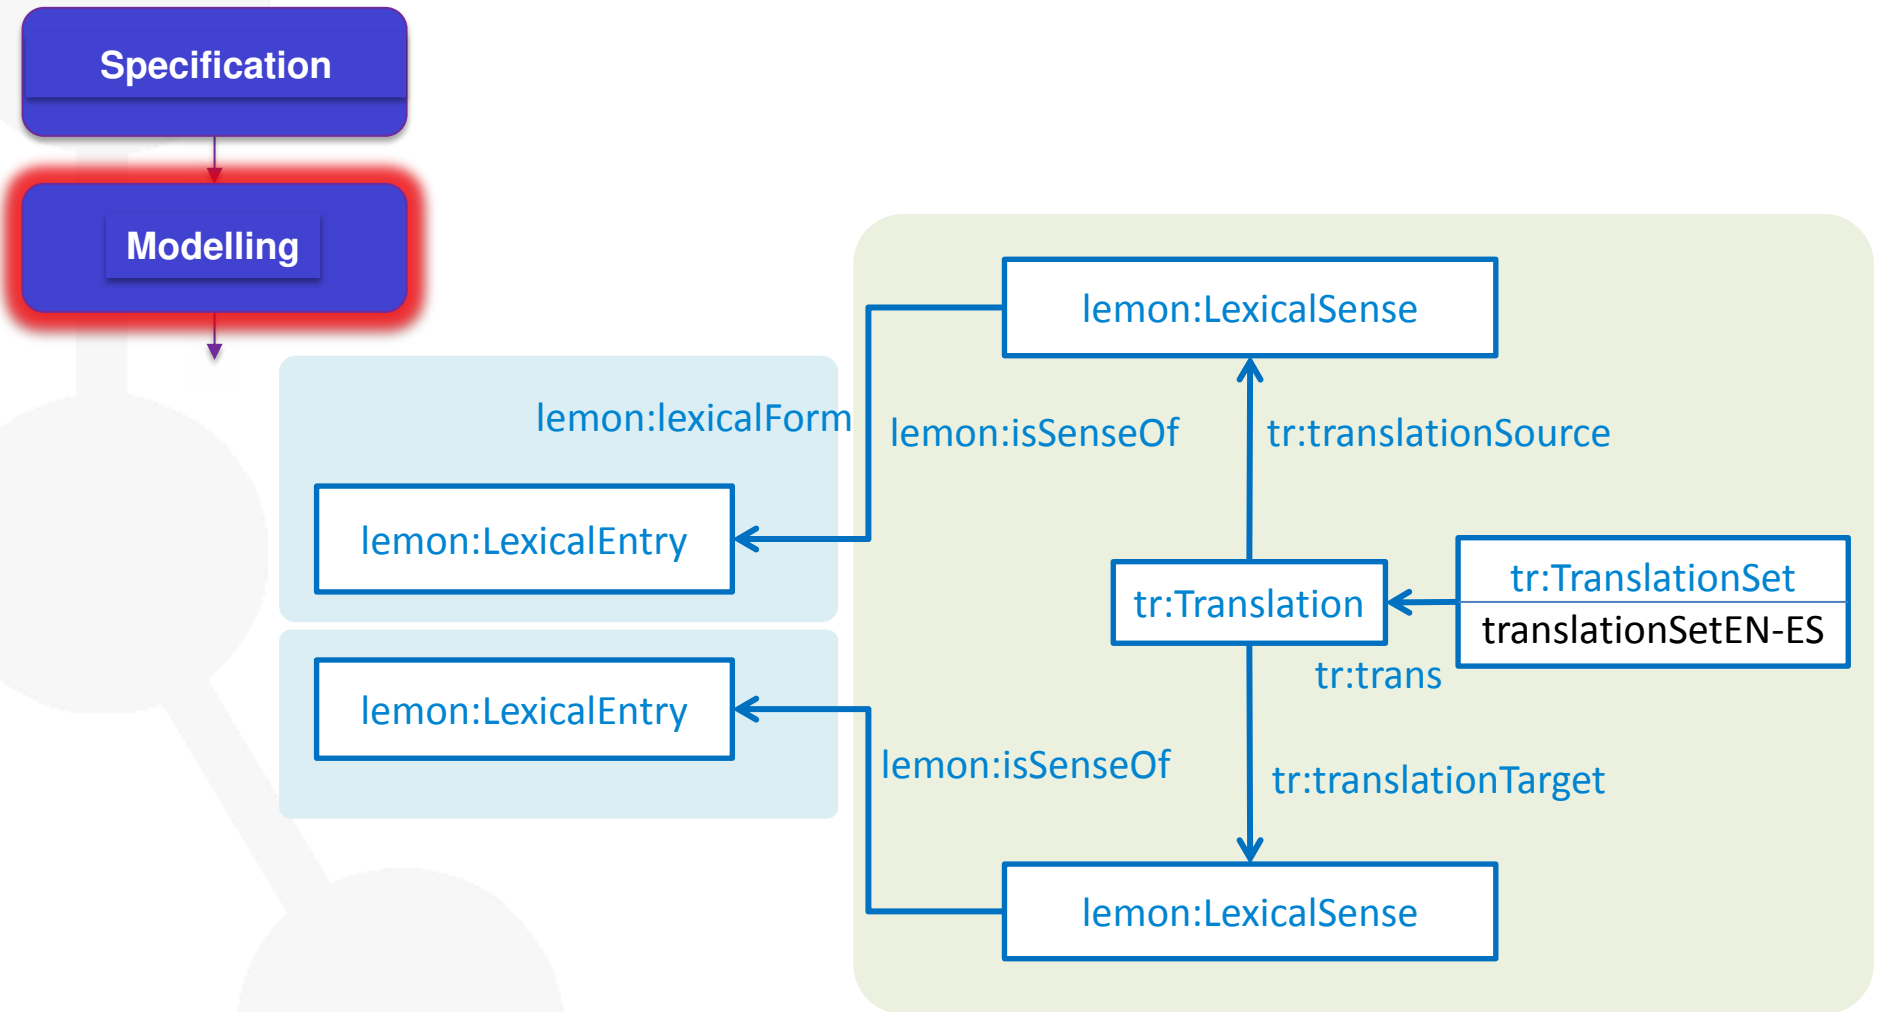 Specification
Modelling
lemon:LexicalSense
lemon:lexicalForm
lemon:isSenseOf
tr:translationSource
lemon:LexicalEntry
tr:Translation
tr:TranslationSet
translationSetEN-ES
tr:trans
lemon:LexicalEntry
lemon:isSenseOf
tr:translationTarget
lemon:LexicalSense